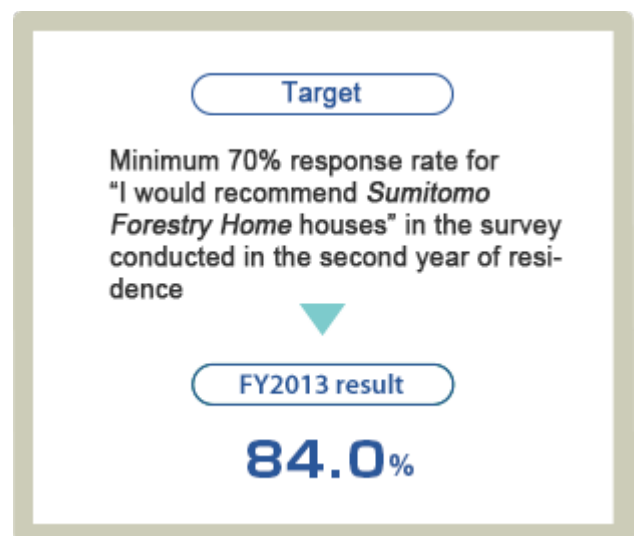 Target
Minimum 70% response rate for
“I would recommend Sumitomo
Forestry Home houses” in the survey
conducted in the second year of resi-
dence
FY2013 result
84.0%